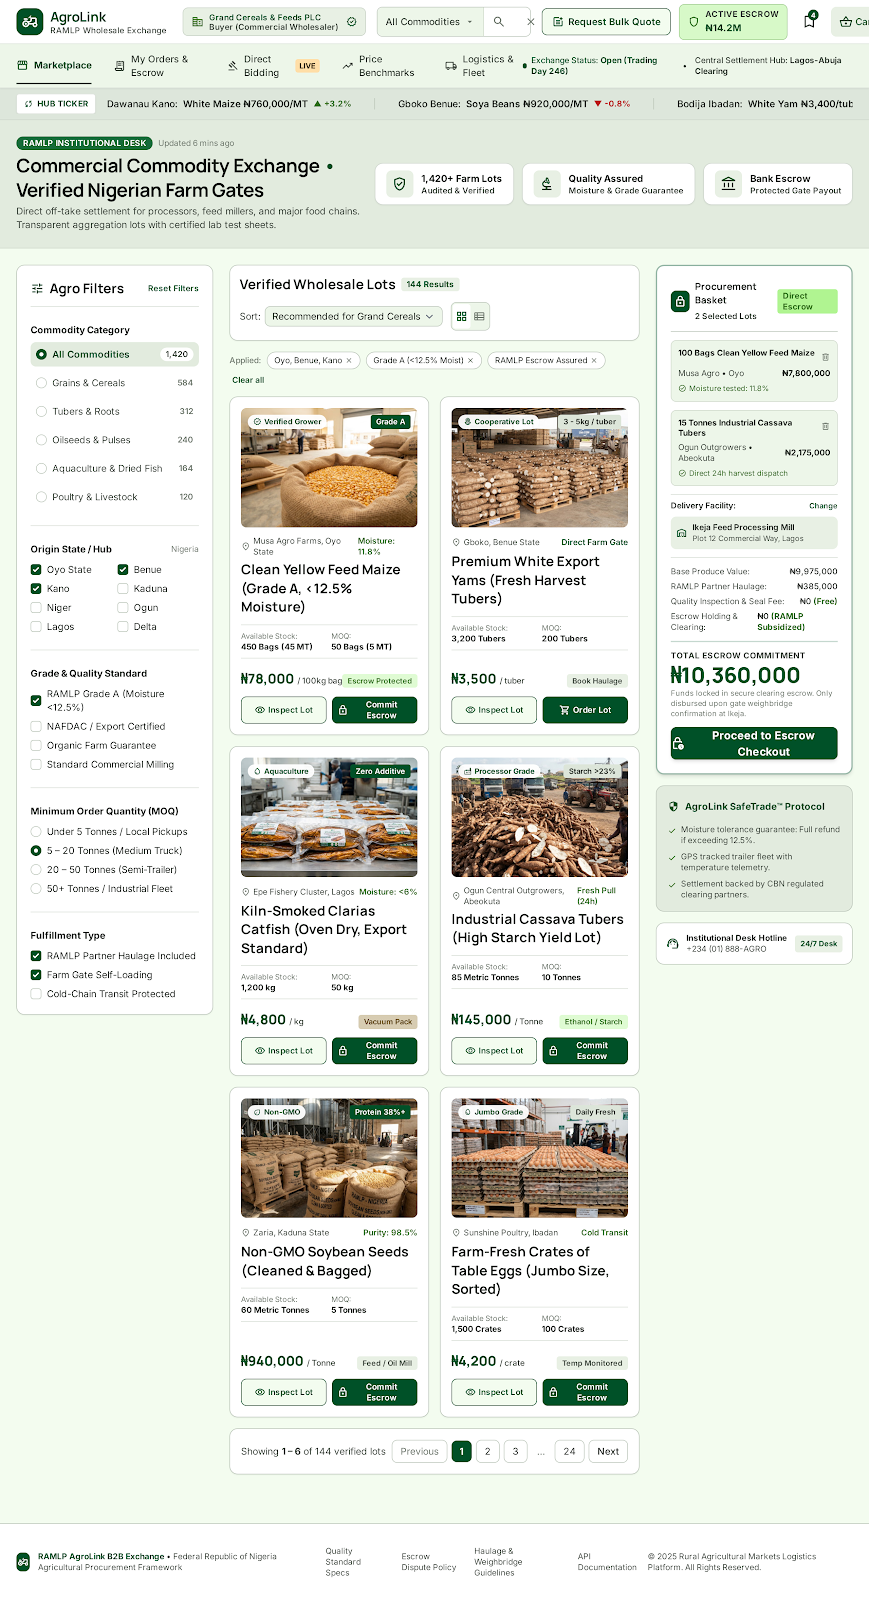 AgroLink
RAMLP Wholesale Exchange
Grand Cereals & Feeds PLC
Buyer (Commercial Wholesaler)
All Commodities
Request Bulk Quote
ACTIVE ESCROW
₦14.2M
4
Marketplace
My Orders &
Escrow
Direct
Bidding
LIVE
Price
Benchmarks
Logistics &
Fleet
Exchange Status: Open (Trading
Day 246)
• Central Settlement Hub: Lagos-Abuja
Clearing
HUB TICKER
Dawanau Kano: White Maize ₦760,000/MT ▲ +3.2%
Gboko Benue: Soya Beans ₦920,000/MT ▼ -0.8%
Bodija Ibadan: White Yam ₦3,400/tub
RAMLP INSTITUTIONAL DESK
Updated 6 mins ago
Commercial Commodity Exchange •
Verified Nigerian Farm Gates
Direct off-take settlement for processors, feed millers, and major food chains.
Transparent aggregation lots with certified lab test sheets.
1,420+ Farm Lots
Audited & Verified
Quality Assured
Moisture & Grade Guarantee
Bank Escrow
Protected Gate Payout
Agro Filters
Reset Filters
Commodity Category
All Commodities 1,420
Grains & Cereals 584
Tubers & Roots 312
Oilseeds & Pulses 240
Aquaculture & Dried Fish 164
Poultry & Livestock 120
Origin State / Hub Nigeria
Oyo State Benue
Kano Kaduna
Niger Ogun
Lagos Delta
Grade & Quality Standard
RAMLP Grade A (Moisture
<12.5%)
NAFDAC / Export Certified
Organic Farm Guarantee
Standard Commercial Milling
Minimum Order Quantity (MOQ)
Under 5 Tonnes / Local Pickups
5 – 20 Tonnes (Medium Truck)
20 – 50 Tonnes (Semi-Trailer)
50+ Tonnes / Industrial Fleet
Fulfillment Type
RAMLP Partner Haulage Included
Farm Gate Self-Loading
Cold-Chain Transit Protected
Verified Wholesale Lots 144 Results
Sort: Recommended for Grand Cereals
Applied: Oyo, Benue, Kano × Grade A (<12.5% Moist) × RAMLP Escrow Assured ×
Clear all
Verified Grower Grade A
Musa Agro Farms, Oyo
State
Moisture:
11.8%
Clean Yellow Feed Maize
(Grade A, <12.5%
Moisture)
Available Stock: MOQ:
450 Bags (45 MT) 50 Bags (5 MT)
₦78,000 / 100kg bag Escrow Protected
Inspect Lot
Commit
Escrow
Cooperative Lot 3 - 5kg / tuber
Gboko, Benue State Direct Farm Gate
Premium White Export
Yams (Fresh Harvest
Tubers)
Available Stock: MOQ:
3,200 Tubers 200 Tubers
₦3,500 / tuber Book Haulage
Inspect Lot
Order Lot
Aquaculture Zero Additive
Epe Fishery Cluster, Lagos Moisture: <6%
Kiln-Smoked Clarias
Catfish (Oven Dry, Export
Standard)
Available Stock: MOQ:
1,200 kg 50 kg
₦4,800 / kg Vacuum Pack
Inspect Lot
Commit
Escrow
Processor Grade Starch >23%
Ogun Central Outgrowers,
Abeokuta
Fresh Pull
(24h)
Industrial Cassava Tubers
(High Starch Yield Lot)
Available Stock: MOQ:
85 Metric Tonnes 10 Tonnes
₦145,000 / Tonne Ethanol / Starch
Inspect Lot
Commit
Escrow
Non-GMO Protein 38%+
Zaria, Kaduna State Purity: 98.5%
Non-GMO Soybean Seeds
(Cleaned & Bagged)
Available Stock: MOQ:
60 Metric Tonnes 5 Tonnes
₦940,000 / Tonne Feed / Oil Mill
Inspect Lot
Commit
Escrow
Jumbo Grade Daily Fresh
Sunshine Poultry, Ibadan Cold Transit
Farm-Fresh Crates of
Table Eggs (Jumbo Size,
Sorted)
Available Stock: MOQ:
1,500 Crates 100 Crates
₦4,200 / crate Temp Monitored
Inspect Lot
Commit
Escrow
Showing 1 – 6 of 144 verified lots Previous 1 2 3 ... 24 Next
Procurement
Basket
2 Selected Lots
Direct
Escrow
100 Bags Clean Yellow Feed Maize
Musa Agro • Oyo ₦7,800,000
Moisture tested: 11.8%
15 Tonnes Industrial Cassava
Tubers
Ogun Outgrowers •
Abeokuta
₦2,175,000
Direct 24h harvest dispatch
Delivery Facility: Change
Ikeja Feed Processing Mill
Plot 12 Commercial Way, Lagos
Base Produce Value: ₦9,975,000
RAMLP Partner Haulage: ₦385,000
Quality Inspection & Seal Fee: ₦0 (Free)
Escrow Holding &
Clearing:
₦0 (RAMLP
Subsidized)
TOTAL ESCROW COMMITMENT
₦10,360,000
Funds locked in secure clearing escrow. Only
disbursed upon gate weighbridge
confirmation at Ikeja.
Proceed to Escrow
Checkout
AgroLink SafeTrade™ Protocol
Moisture tolerance guarantee: Full refund
if exceeding 12.5%.
GPS tracked trailer fleet with
temperature telemetry.
Settlement backed by CBN regulated
clearing partners.
Institutional Desk Hotline
+234 (01) 888-AGRO
24/7 Desk
RAMLP AgroLink B2B Exchange • Federal Republic of Nigeria
Agricultural Procurement Framework
Quality
Standard
Specs
Escrow
Dispute Policy
Haulage &
Weighbridge
Guidelines
API
Documentation
© 2025 Rural Agricultural Markets Logistics
Platform. All Rights Reserved.